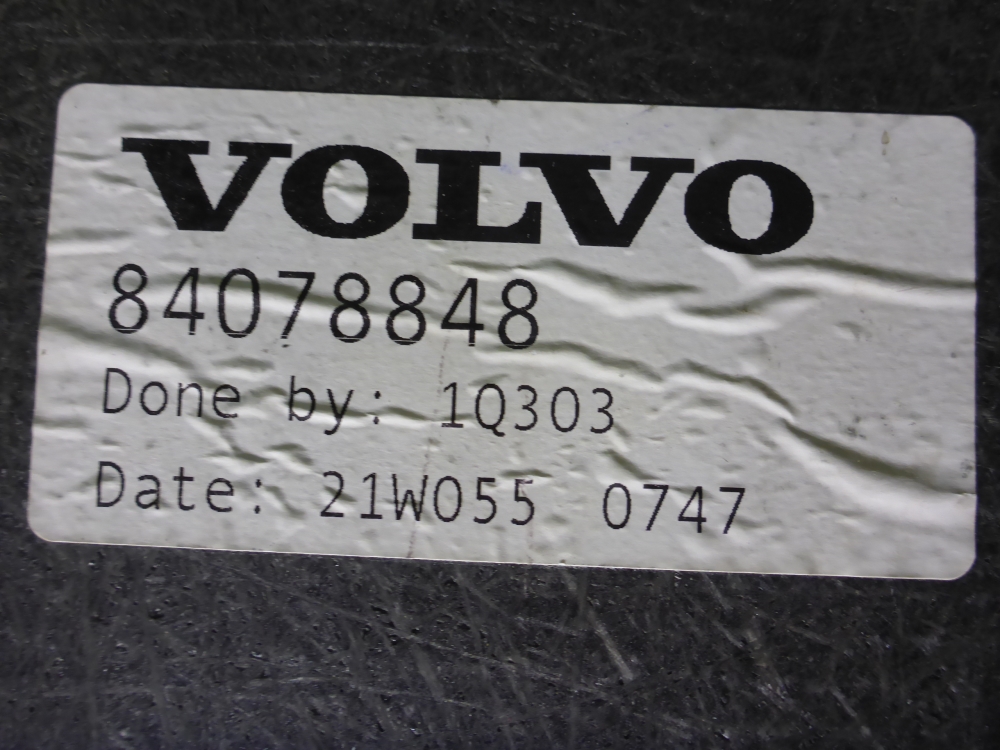 VOLVO
84078848
Done by: 1Q303
Date: 21W055 0747